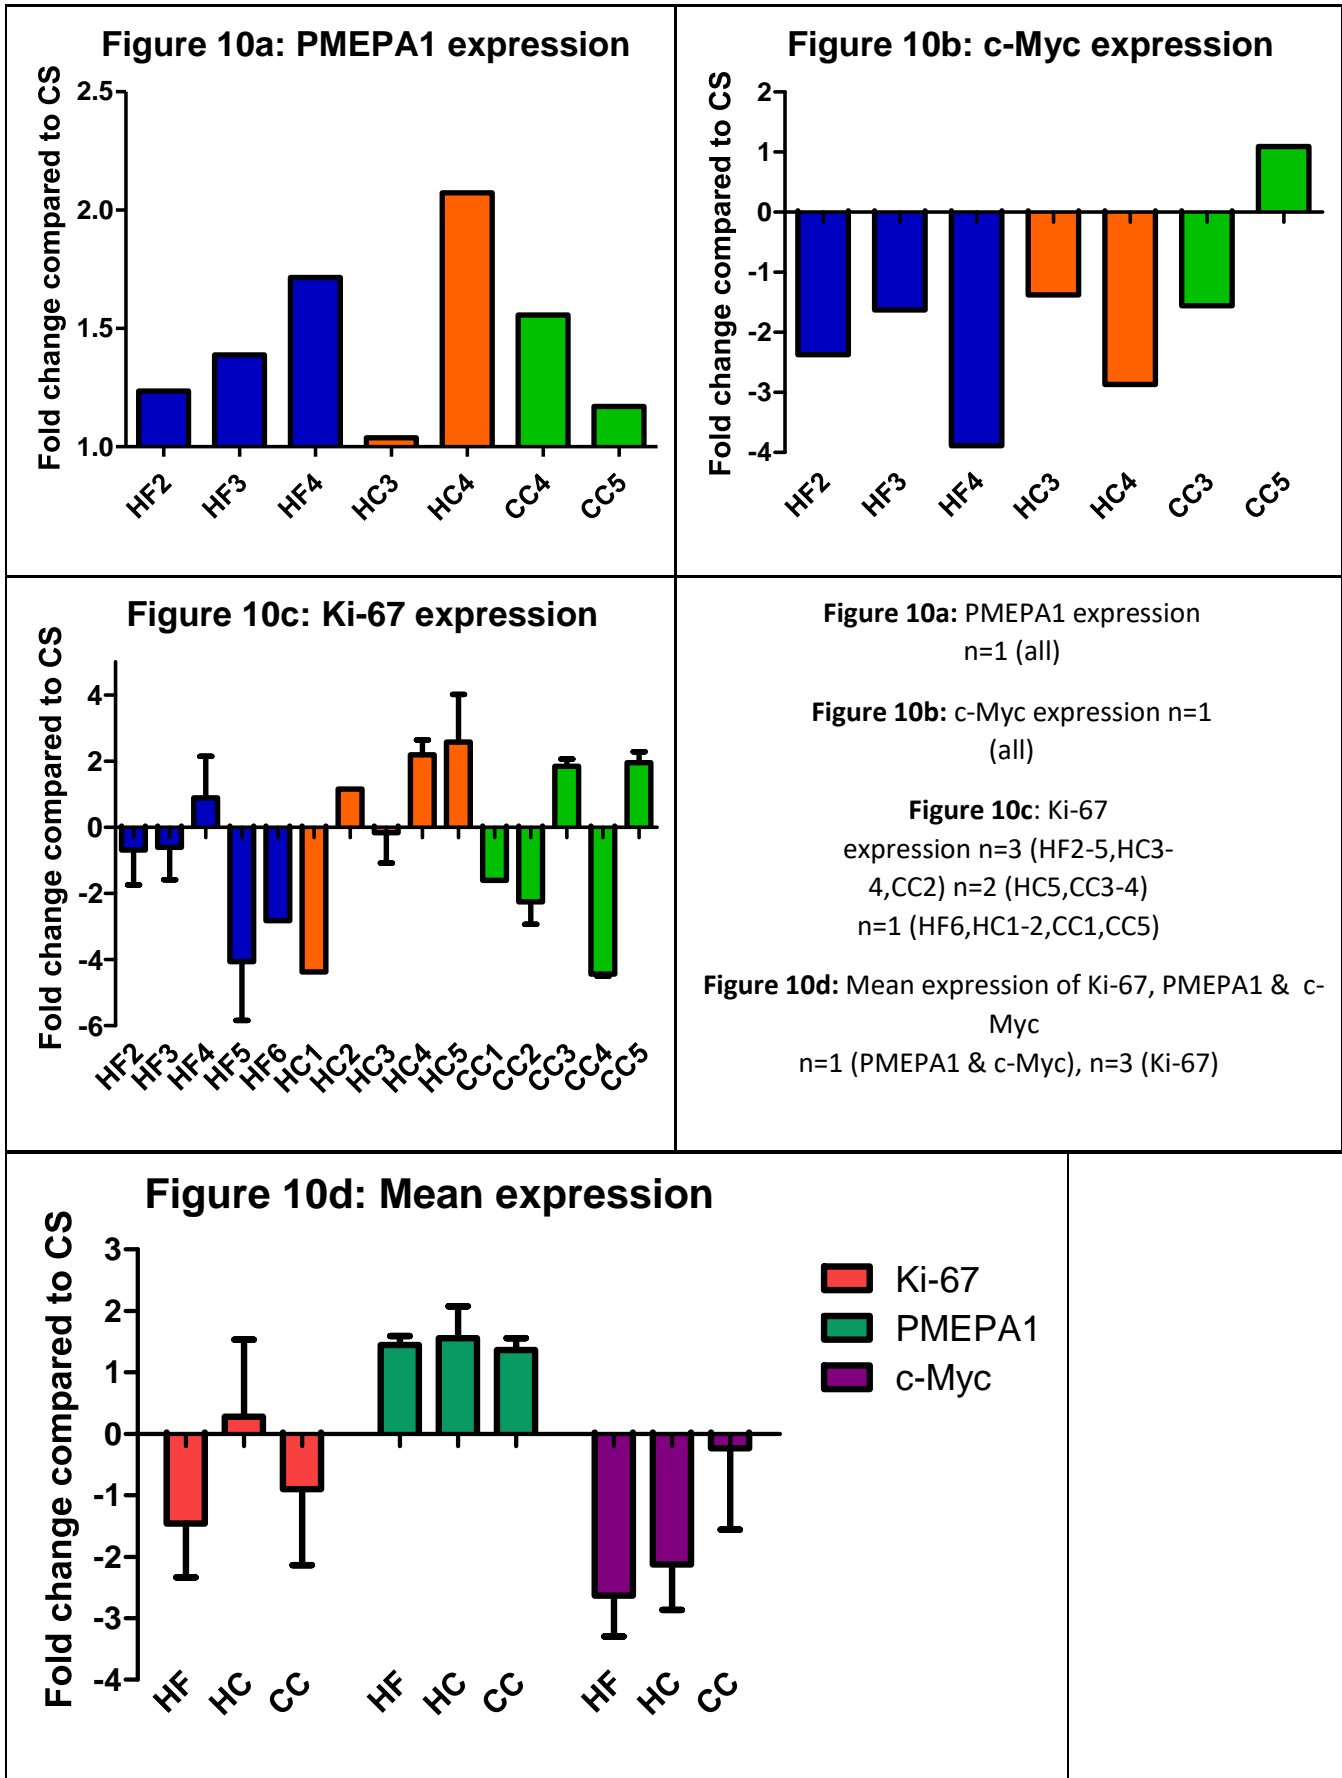 Figure 10a: PMEPA1 expression
Fold change compared to CS
2.5
2.0
1.5
1.0
HF2 HF3 HF4 HC3 HC4 CC4 CC5
Figure 10b: c-Myc expression
Fold change compared to CS
2
1
0
-1
-2
-3
-4
HF2 HF3 HF4 HC3 HC4 CC3 CC5
Figure 10c: Ki-67 expression
Fold change compared to CS
4
2
0
-2
-4
-6
HF2 HF3 HF4 HF5 HF6 HC1 HC2 HC3 HC4 HC5 CC1 CC2 CC3 CC4 CC5
Figure 10a: PMEPA1 expression
n=1 (all)
Figure 10b: c-Myc expression n=1
(all)
Figure 10c: Ki-67
expression n=3 (HF2-5,HC3-
4,CC2) n=2 (HC5,CC3-4)
n=1 (HF6,HC1-2,CC1,CC5)
Figure 10d: Mean expression of Ki-67, PMEPA1 & c-
Myc
n=1 (PMEPA1 & c-Myc), n=3 (Ki-67)
Figure 10d: Mean expression
Fold change compared to CS
3
2
1
0
-1
-2
-3
-4
HF HC CC HF HC CC HF HC CC
Ki-67
PMEPA1
c-Myc